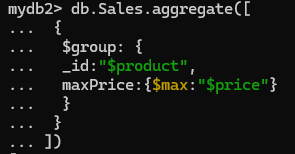 mydb2> db.Sales.aggregate([
... {
...  $group: {
...  _id:"$product",
...  maxPrice:{$max:"$price"}
...  }
... }
... ])